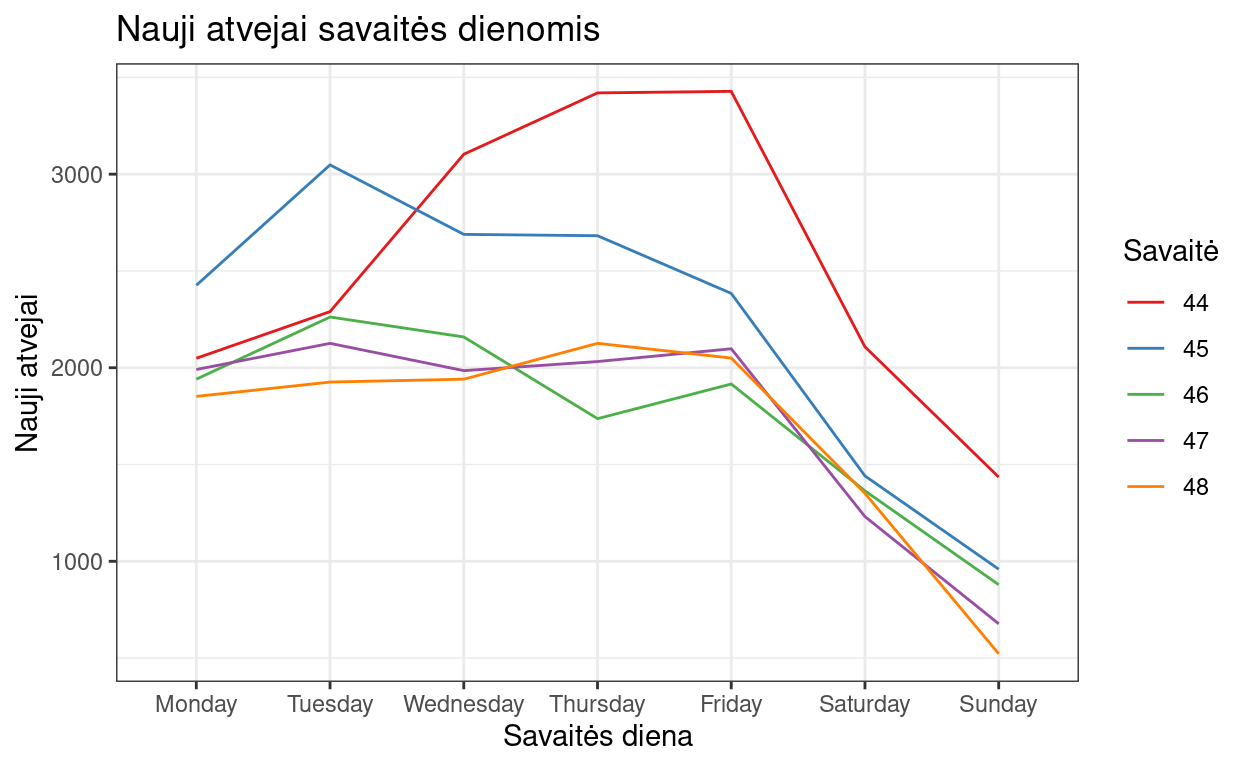 Nauji atvejai savaitės dienomis
Nauji atvejai
3000
2000
1000
Monday Tuesday Wednesday Thursday Friday Saturday Sunday
Savaitės diena
Savaitė
44
45
46
47
48